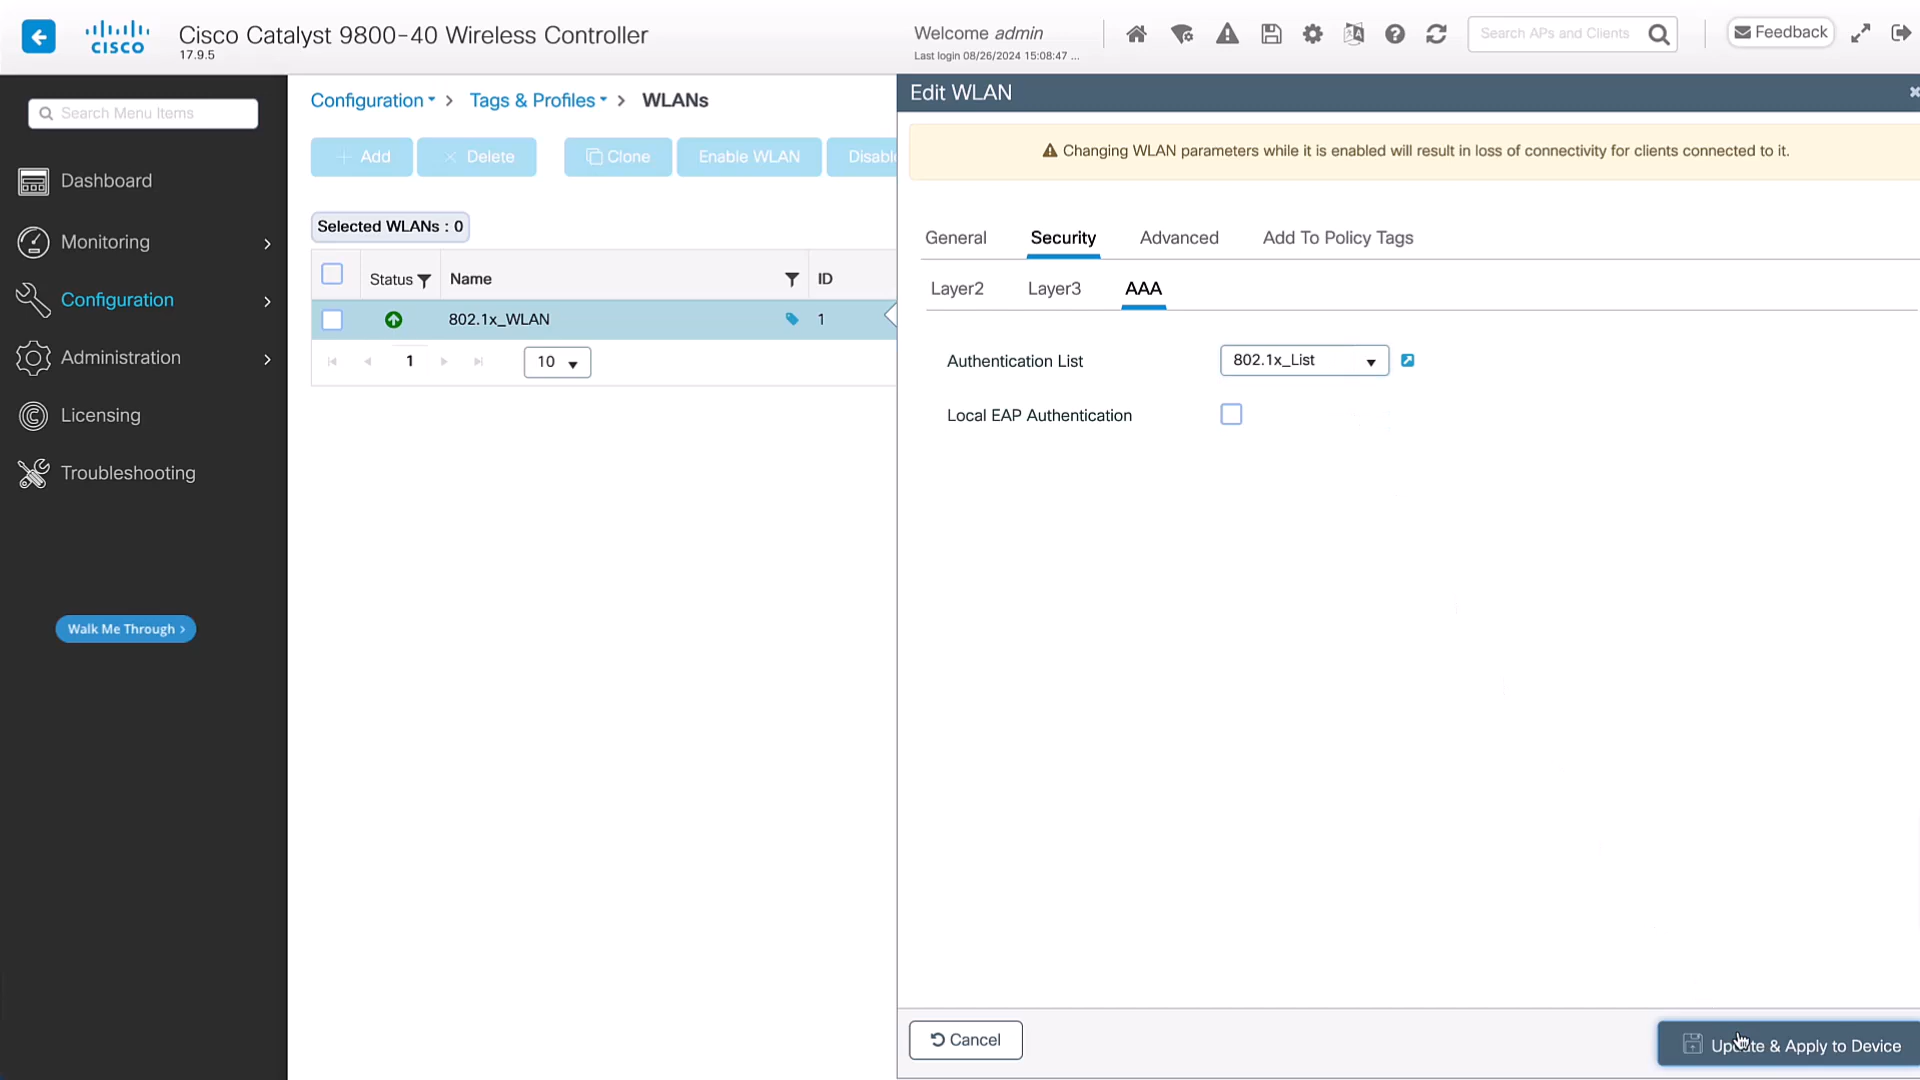 CISCO
Cisco Catalyst 9800-40 Wireless Controller
17.9.5
Welcome admin
Last login 08/26/2024 15:08:47 ...
Search APs and Clients
Feedback
Search Menu Items
Dashboard
Monitoring
Configuration
Administration
Licensing
Troubleshooting
Walk Me Through >
Configuration > Tags & Profiles > WLANs
+ Add
× Delete
Clone
Enable WLAN
Selected WLANs : 0
Status Name ID
802.1x_WLAN 1
1
10
Edit WLAN
Changing WLAN parameters while it is enabled will result in loss of connectivity for clients connected to it.
General Security Advanced Add To Policy Tags
Layer2 Layer3 AAA
Authentication List 802.1x_List
Local EAP Authentication
Cancel
Update & Apply to Device